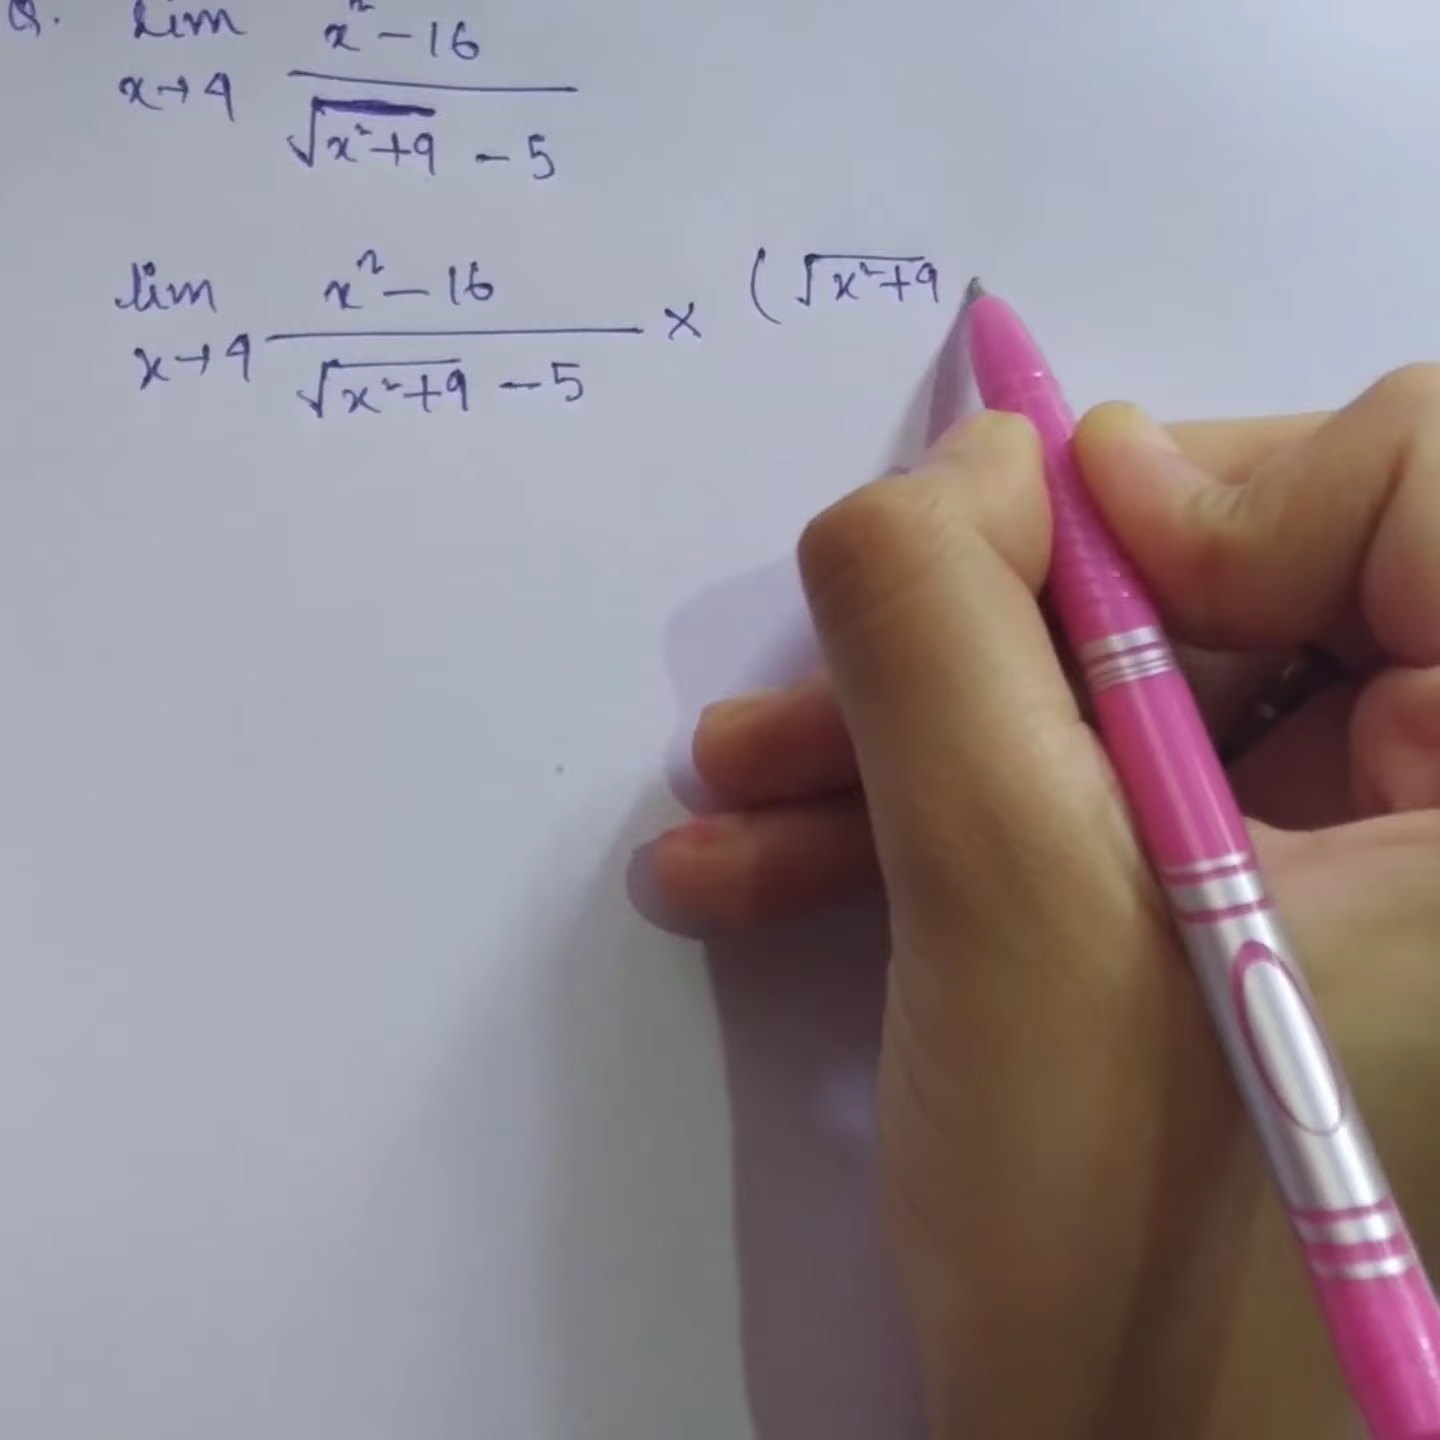 Q. Lim x→4 x²-16 / √x²+9 - 5
lim x→4 x²-16 / √x²+9 - 5 × (√x²+9